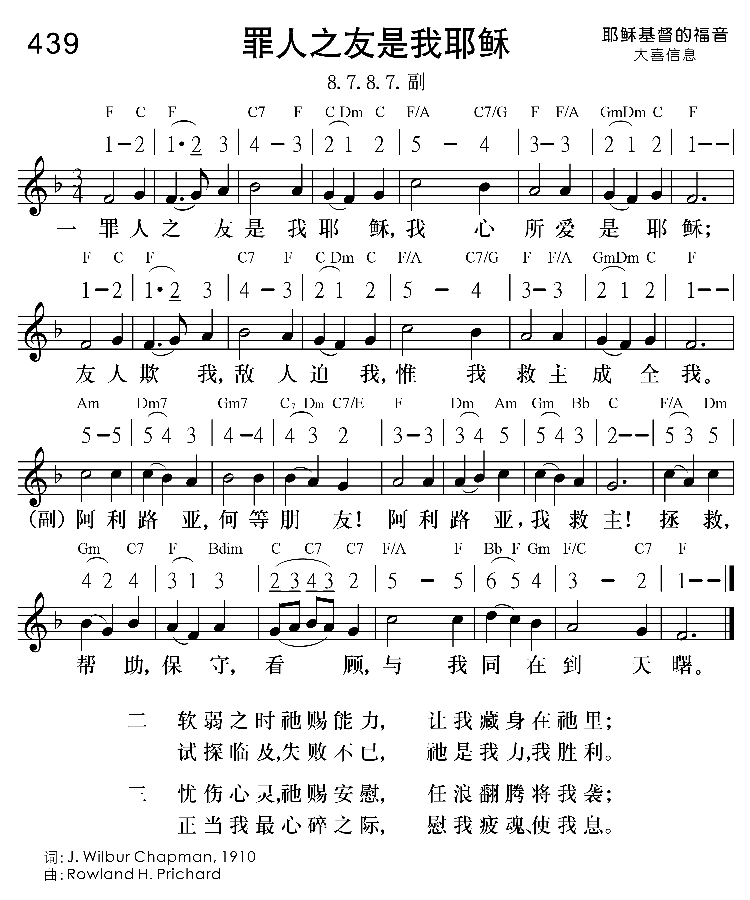 439
罪人之友是我耶稣
耶稣基督的福音
大喜信息
8.7.8.7.副
F C F C7 F C Dm C F/A C7/G F F/A GmDm C F
1-2 | 1·2 3 | 4-3 | 2 1 2 | 5 - 4 | 3-3 | 2 1 2 | 1-- |
3
4
一 罪人之 友是我耶 稣,我 心 所爱是耶稣;
F C F C7 F C Dm C F/A C7/G F F/A GmDm C F
1-2 | 1·2 3 | 4-3 | 2 1 2 | 5 - 4 | 3-3 | 2 1 2 | 1-- |
友人欺 我,敌人迫 我,惟 我 救主成 全我。
Am Dm7 Gm7 C7 Dm C7/E F Dm Am Gm Bb C F/A Dm
5-5 | 5 4 3 | 4-4 | 4 3 2 | 3-3 | 3 4 5 | 5 4 3 | 2-- | 5 3 5 |
(副)阿利路 亚,何等朋 友! 阿利路 亚,我救主! 拯 救,
Gm C7 F Bdim C C7 C7 F/A F Bb F Gm F/C C7 F
4 2 4 | 3 1 3 | 2 3 4 3 2 | 5 - 5 | 6 5 4 | 3 - 2 | 1-- ‖
帮 助,保 守,看 顾,与 我同 在到 天曙。
二 软弱之时祂赐能力, 让我藏身在祂里;
试探临及,失败不已, 祂是我力,我胜利。
三 忧伤心灵,祂赐安慰, 任浪翻腾将我袭;
正当我最心碎之际, 慰我疲魂、使我息。
词: J. Wilbur Chapman, 1910
曲: Rowland H. Prichard